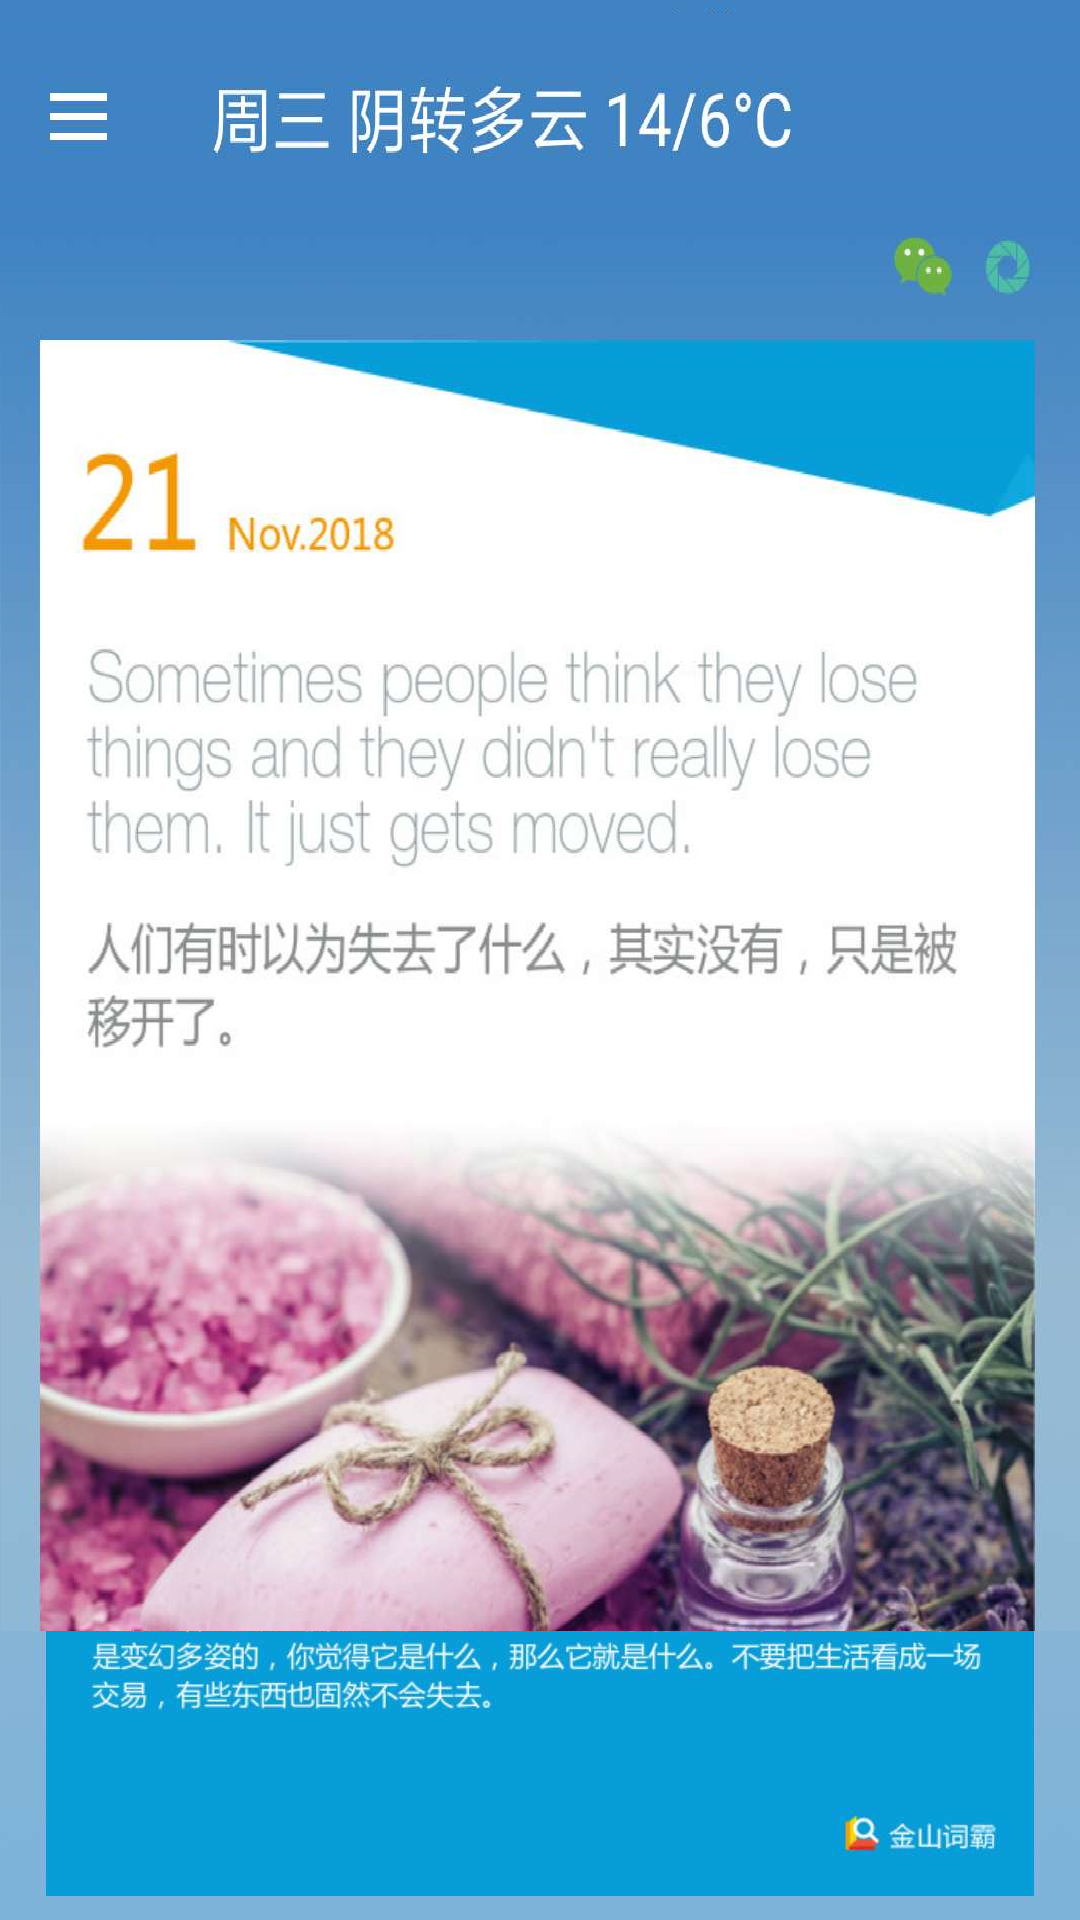 周三 阴转多云 14/6°C
21 Nov.2018
Sometimes people think they lose
things and they didn't really lose
them. It just gets moved.
人们有时以为失去了什么，其实没有，只是被
移开了。
是变幻多姿的，你觉得它是什么，那么它就是什么。不要把生活看成一场
交易，有些东西也固然不会失去。
金山词霸